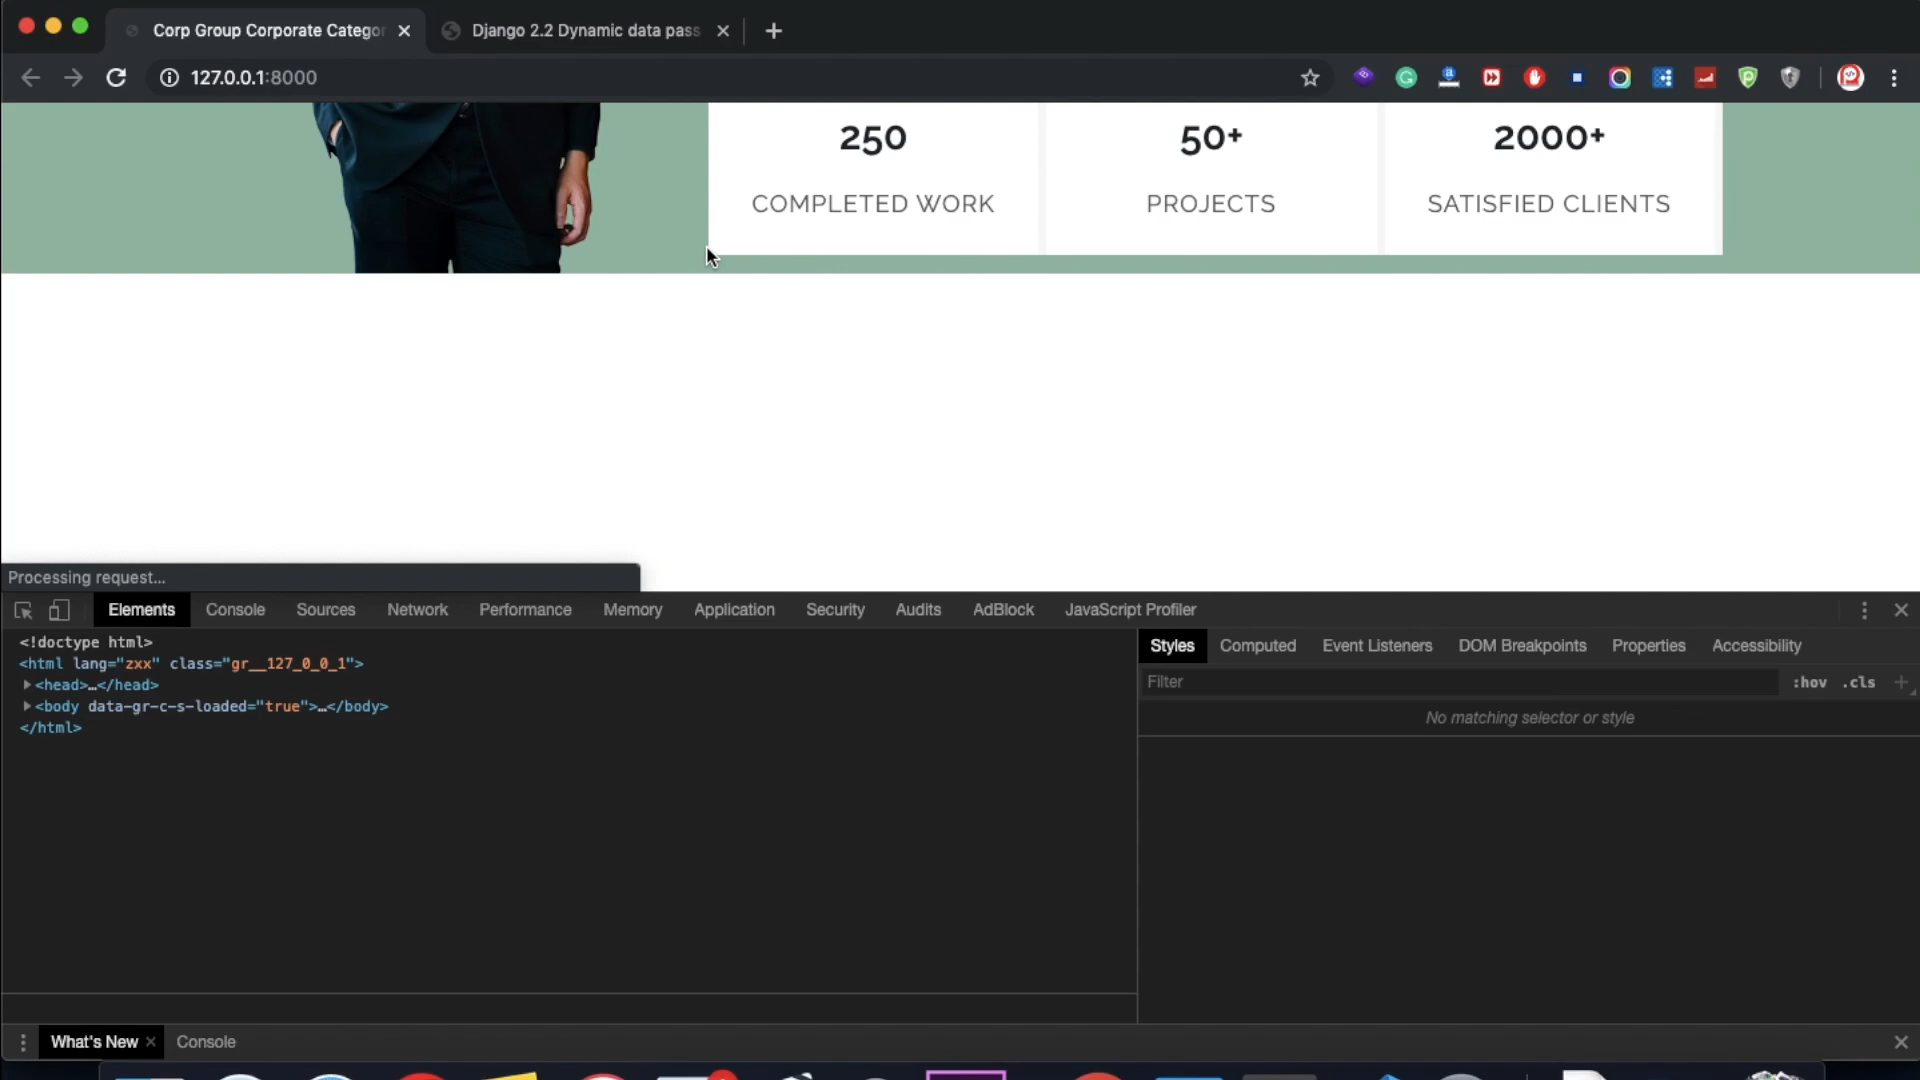 Corp Group Corporate Categor
Django 2.2 Dynamic data pass
127.0.0.1:8000
250
50+
2000+
COMPLETED WORK
PROJECTS
SATISFIED CLIENTS
Processing request...
Elements
Console
Sources
Network
Performance
Memory
Application
Security
Audits
AdBlock
JavaScript Profiler
<!doctype html>
<html lang="zxx" class="gr__127_0_0_1">
<head>…</head>
<body data-gr-c-s-loaded="true">…</body>
</html>
Styles
Computed
Event Listeners
DOM Breakpoints
Properties
Accessibility
Filter
:hov
.cls
No matching selector or style
What's New
Console